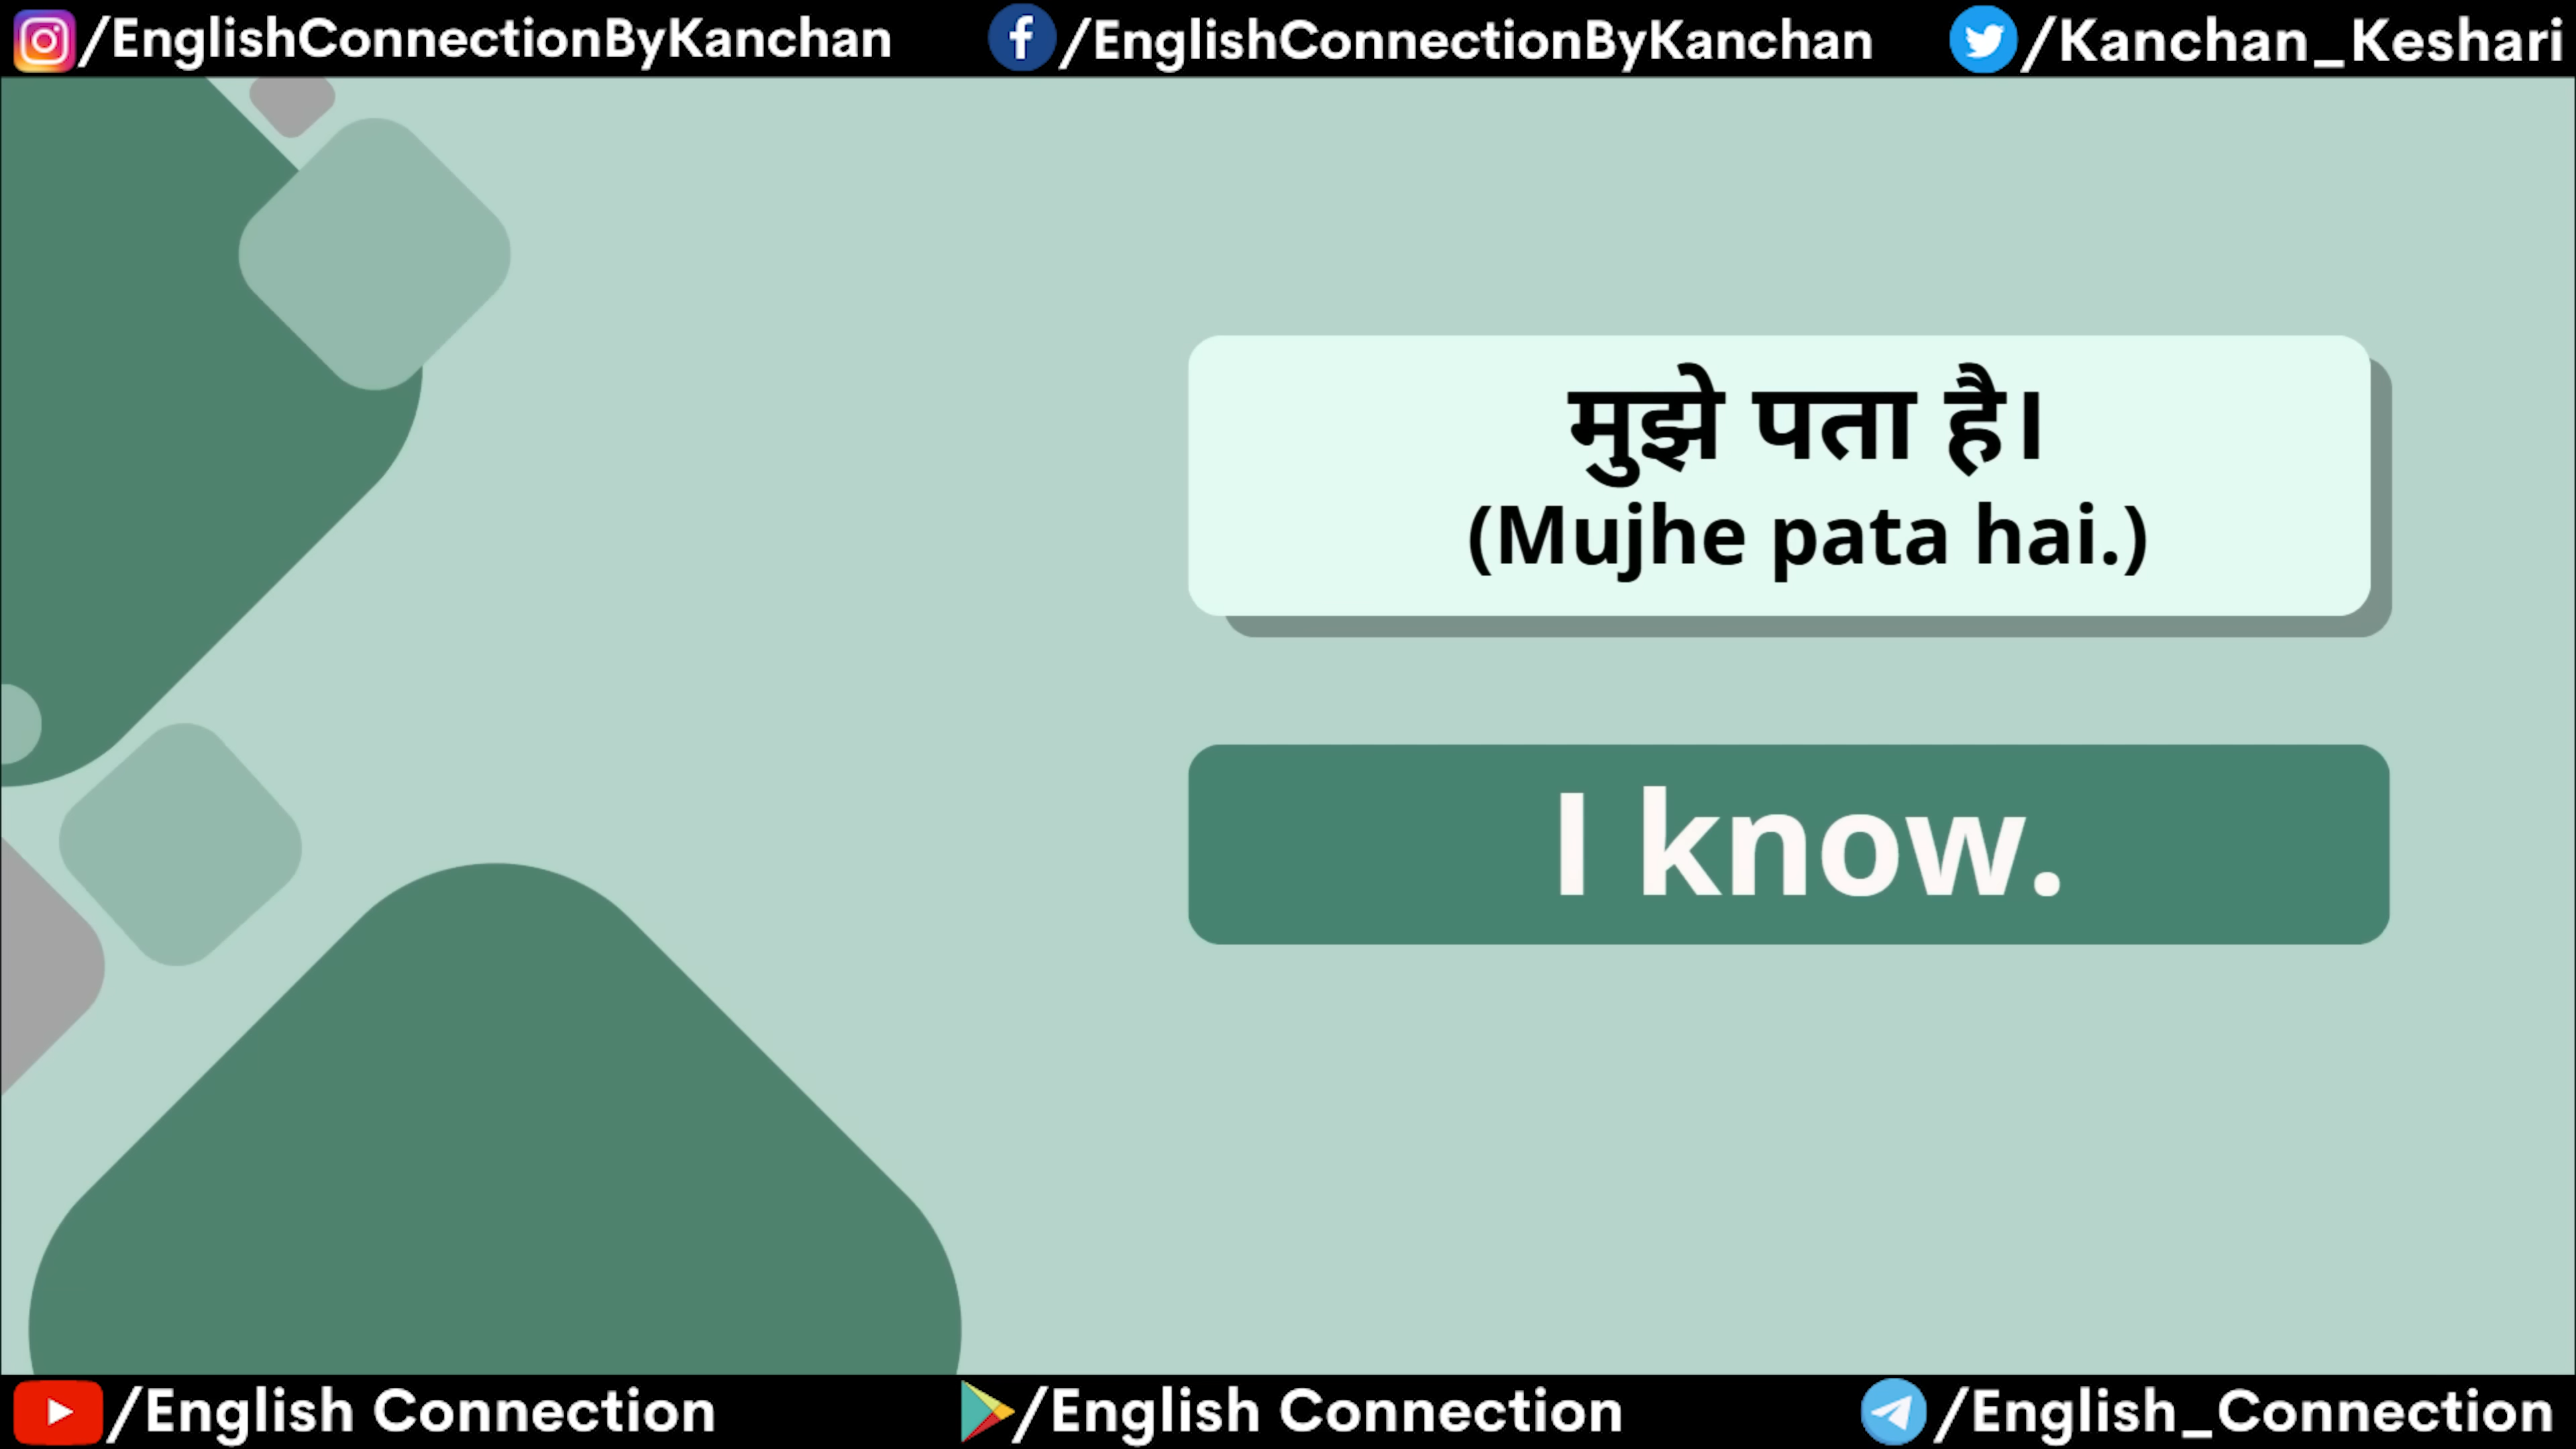 /EnglishConnectionByKanchan
/EnglishConnectionByKanchan
/Kanchan_Keshari
मुझे पता है।
(Mujhe pata hai.)
I know.
/English Connection
/English Connection
/English_Connection